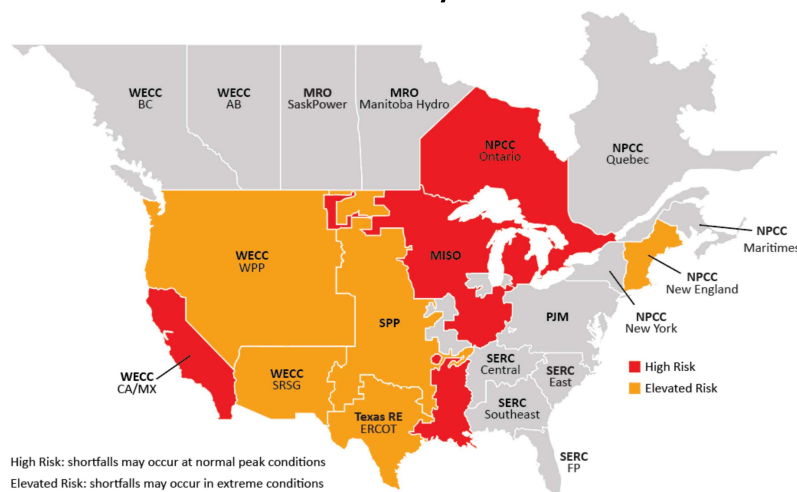 WECC
BC
WECC
AB
MRO
SaskPower
MRO
Manitoba Hydro
NPCC
Ontario
NPCC
Quebec
NPCC
Maritimes
WECC
WPP
MISO
NPCC
New England
SPP
PJM
NPCC
New York
WECC
CA/MX
WECC
SRSG
SERC
Central
SERC
East
High Risk
Elevated Risk
SERC
Southeast
Texas RE
ERCOT
SERC
FP
High Risk: shortfalls may occur at normal peak conditions
Elevated Risk: shortfalls may occur in extreme conditions